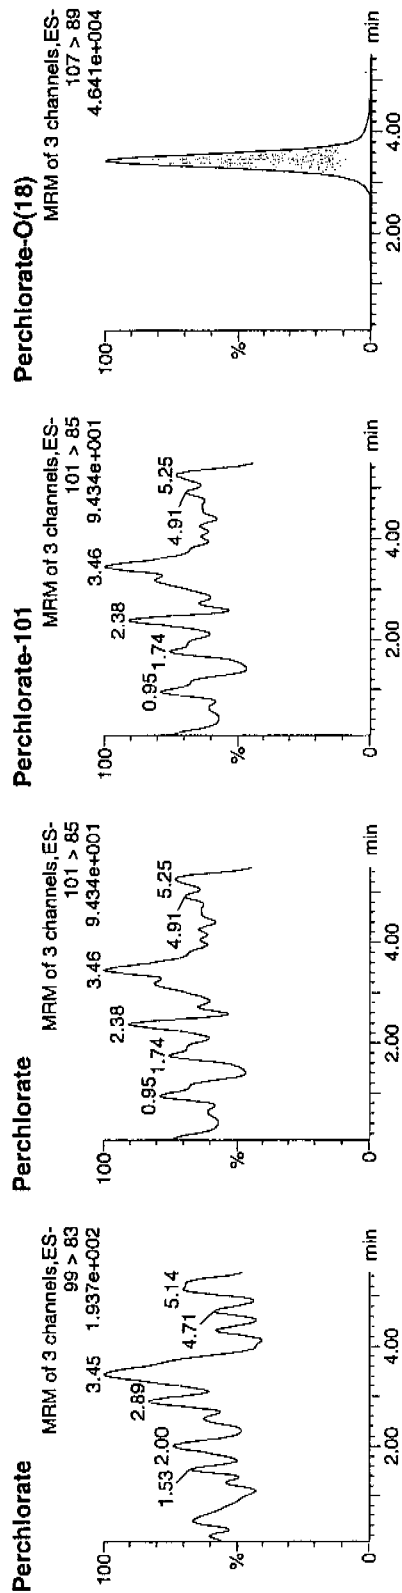 Perchlorate
MRM of 3 channels,ES-
99 > 83
1.937e+002
100
3.45
2.89
2.00
1.53
5.14
4.71
%
0
2.00
4.00
min
Perchlorate
MRM of 3 channels,ES-
101 > 85
9.434e+001
100
3.46
2.38
0.95
1.74
4.91
5.25
%
0
2.00
4.00
min
Perchlorate-101
MRM of 3 channels,ES-
101 > 85
9.434e+001
100
3.46
2.38
0.95
1.74
4.91
5.25
%
0
2.00
4.00
min
Perchlorate-O(18)
MRM of 3 channels,ES-
107 > 89
4.641e+004
100
%
0
2.00
4.00
min